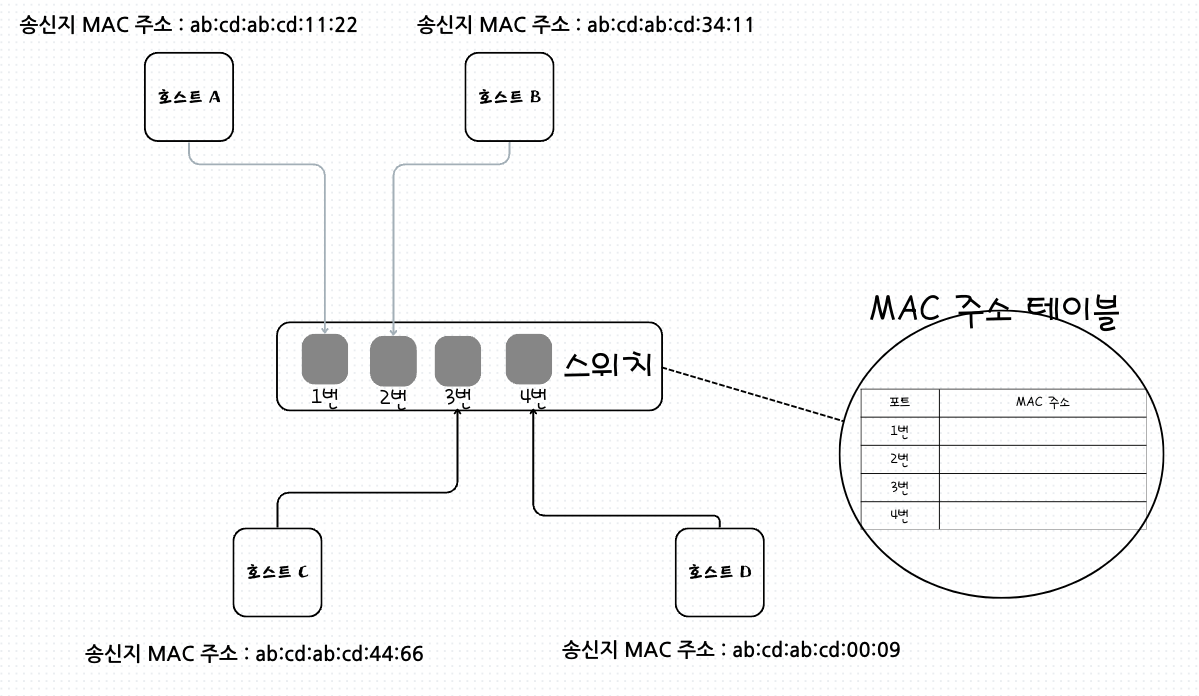 송신지 MAC 주소 : ab:cd:ab:cd:11:22
송신지 MAC 주소 : ab:cd:ab:cd:34:11
호스트 A
호스트 B
MAC 주소 테이블
스위치
1번
2번
3번
4번
포트
MAC 주소
1번
2번
3번
4번
호스트 C
호스트 D
송신지 MAC 주소 : ab:cd:ab:cd:44:66
송신지 MAC 주소 : ab:cd:ab:cd:00:09